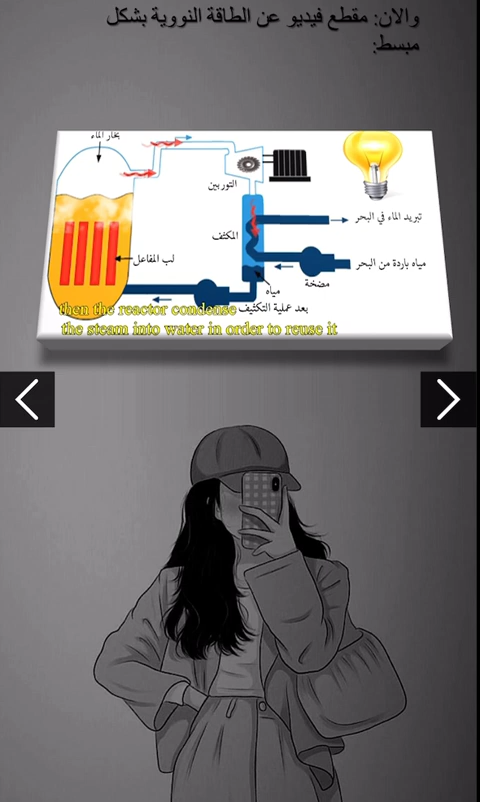 والان: مقطع فيديو عن الطاقة النووية بشكل
مبسط:
بخار الماء
التوربين
تبريد الماء في البحر
المكثف
لب المفاعل
مياه باردة من البحر
مضخة
مياه
بعد عملية التكثيف
then the reactor condense
the steam into water in order to reuse it